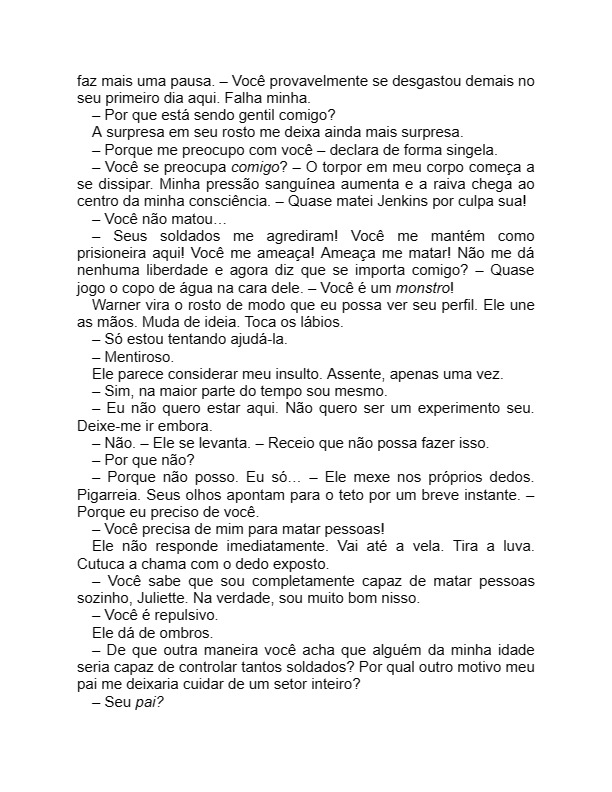 faz mais uma pausa. – Você provavelmente se desgastou demais no
seu primeiro dia aqui. Falha minha.
– Por que está sendo gentil comigo?
A surpresa em seu rosto me deixa ainda mais surpresa.
– Porque me preocupo com você – declara de forma singela.
– Você se preocupa comigo? – O torpor em meu corpo começa a
se dissipar. Minha pressão sanguínea aumenta e a raiva chega ao
centro da minha consciência. – Quase matei Jenkins por culpa sua!
– Você não matou…
– Seus soldados me agrediram! Você me mantém como
prisioneira aqui! Você me ameaça! Ameaça me matar! Não me dá
nenhuma liberdade e agora diz que se importa comigo? – Quase
jogo o copo de água na cara dele. – Você é um monstro!
Warner vira o rosto de modo que eu possa ver seu perfil. Ele une
as mãos. Muda de ideia. Toca os lábios.
– Só estou tentando ajudá-la.
– Mentiroso.
Ele parece considerar meu insulto. Assente, apenas uma vez.
– Sim, na maior parte do tempo sou mesmo.
– Eu não quero estar aqui. Não quero ser um experimento seu.
Deixe-me ir embora.
– Não. – Ele se levanta. – Receio que não possa fazer isso.
– Por que não?
– Porque não posso. Eu só… – Ele mexe nos próprios dedos.
Pigarreia. Seus olhos apontam para o teto por um breve instante. –
Porque eu preciso de você.
– Você precisa de mim para matar pessoas!
Ele não responde imediatamente. Vai até a vela. Tira a luva.
Cutuca a chama com o dedo exposto.
– Você sabe que sou completamente capaz de matar pessoas
sozinho, Juliette. Na verdade, sou muito bom nisso.
– Você é repulsivo.
Ele dá de ombros.
– De que outra maneira você acha que alguém da minha idade
seria capaz de controlar tantos soldados? Por qual outro motivo meu
pai me deixaria cuidar de um setor inteiro?
– Seu pai?